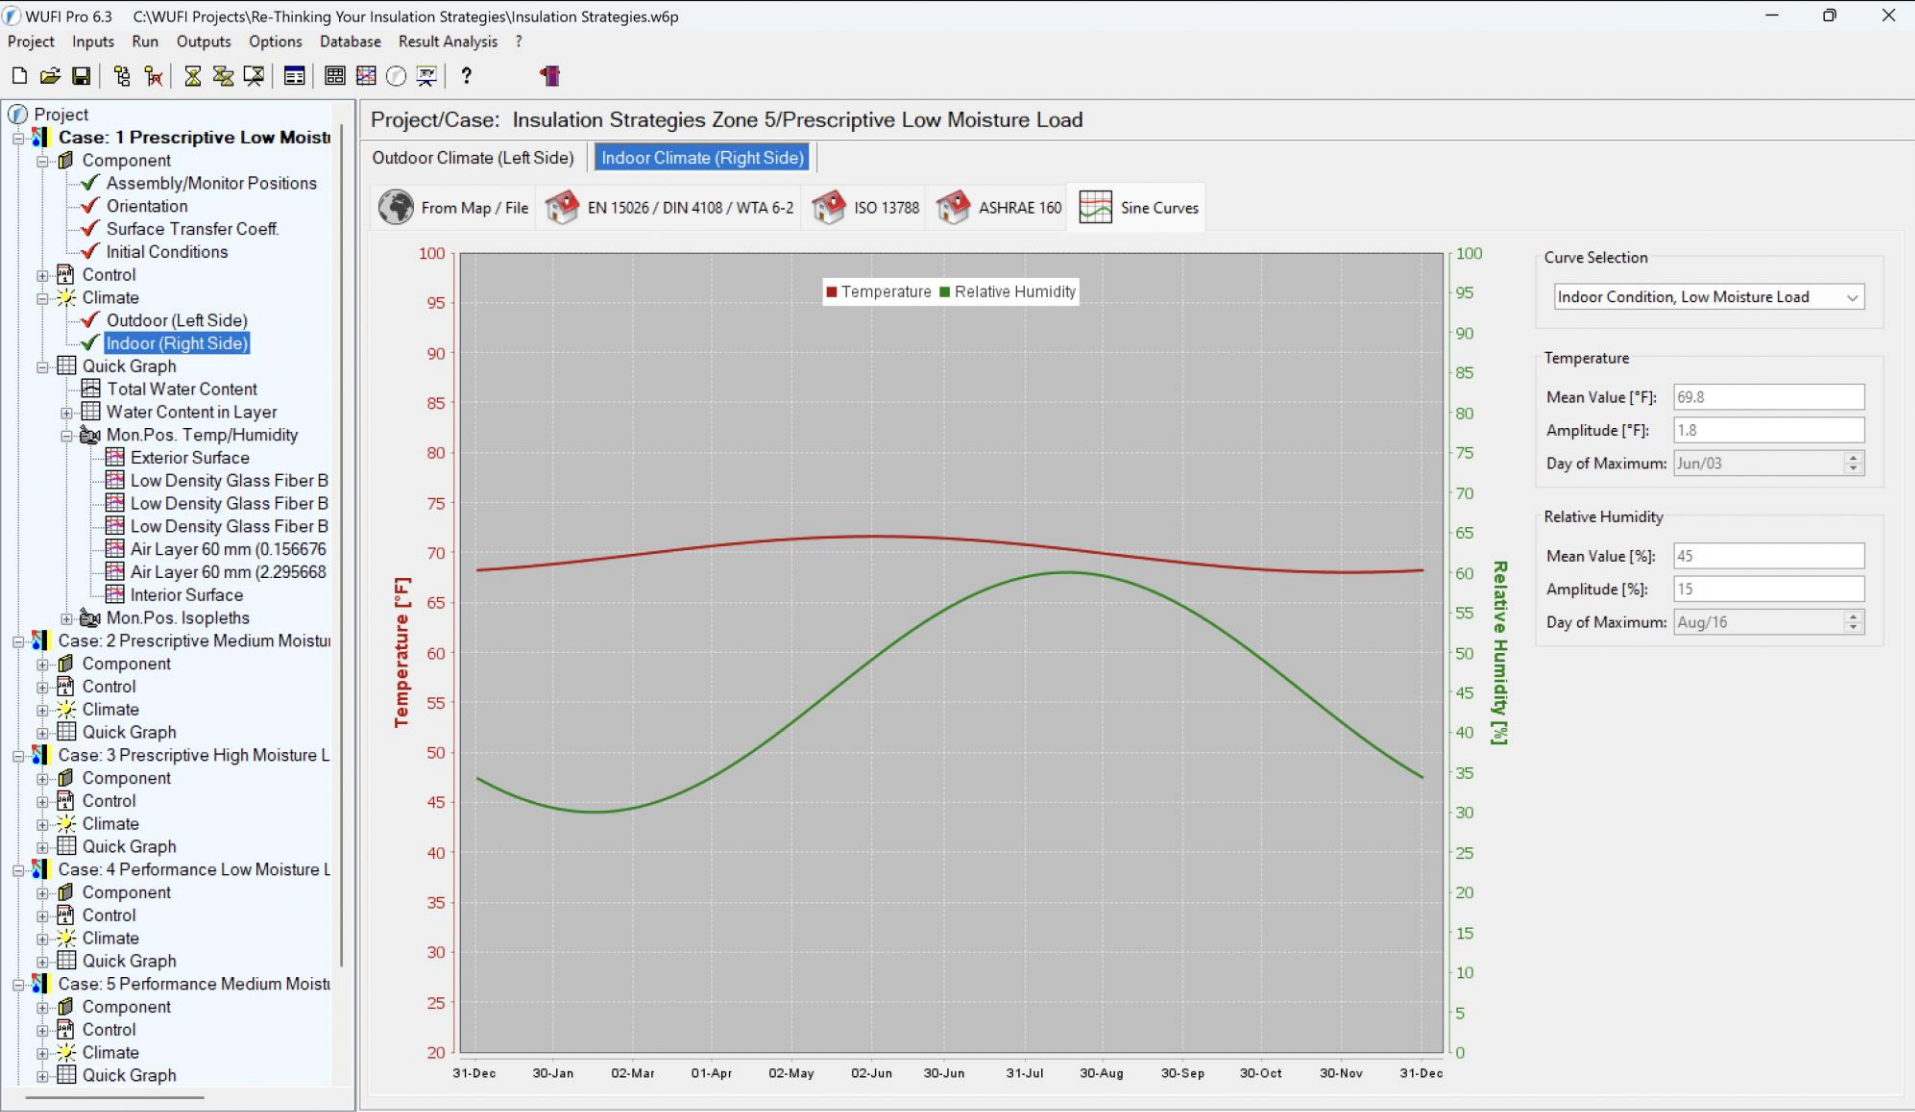 WUFI Pro 6.3 C:\WUFI Projects\Re-Thinking Your Insulation Strategies\Insulation Strategies.w6p
Project Inputs Run Outputs Options Database Result Analysis ?
Project
Case: 1 Prescriptive Low Moistu
Component
Assembly/Monitor Positions
Orientation
Surface Transfer Coeff.
Initial Conditions
Control
Climate
Outdoor (Left Side)
Indoor (Right Side)
Quick Graph
Total Water Content
Water Content in Layer
Mon.Pos. Temp/Humidity
Exterior Surface
Low Density Glass Fiber B
Low Density Glass Fiber B
Low Density Glass Fiber B
Air Layer 60 mm (0.156676
Air Layer 60 mm (2.295668
Interior Surface
Mon.Pos. Isopleths
Case: 2 Prescriptive Medium Moistur
Component
Control
Climate
Quick Graph
Case: 3 Prescriptive High Moisture L
Component
Control
Climate
Quick Graph
Case: 4 Performance Low Moisture L
Component
Control
Climate
Quick Graph
Case: 5 Performance Medium Moistu
Component
Control
Climate
Quick Graph
Project/Case: Insulation Strategies Zone 5/Prescriptive Low Moisture Load
Outdoor Climate (Left Side) Indoor Climate (Right Side)
From Map / File EN 15026 / DIN 4108 / WTA 6-2 ISO 13788 ASHRAE 160 Sine Curves
Temperature Relative Humidity
100
95
90
85
80
75
70
65
60
55
50
45
40
35
30
25
20
Temperature [°F]
100
95
90
85
80
75
70
65
60
55
50
45
40
35
30
25
20
15
10
5
0
Relative Humidity [%]
31-Dec 30-Jan 02-Mar 01-Apr 02-May 02-Jun 30-Jun 31-Jul 30-Aug 30-Sep 30-Oct 30-Nov 31-Dec
Curve Selection
Indoor Condition, Low Moisture Load
Temperature
Mean Value [°F]: 69.8
Amplitude [°F]: 1.8
Day of Maximum: Jun/03
Relative Humidity
Mean Value [%]: 45
Amplitude [%]: 15
Day of Maximum: Aug/16